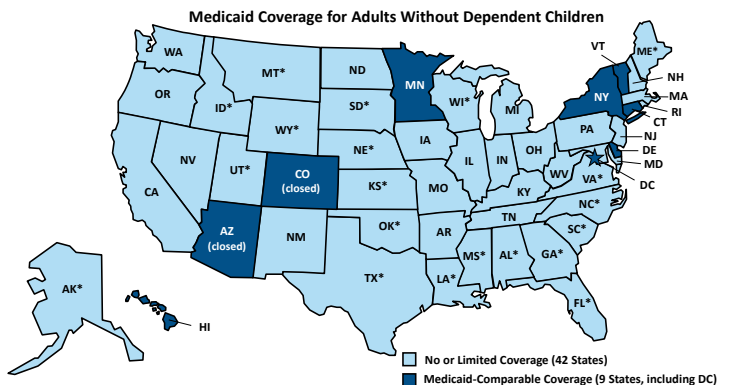 Medicaid Coverage for Adults Without Dependent Children
WA
MT*
ND
MN
VT
ME*
OR
ID*
SD*
WI*
MI
NY
NH
MA
RI
CT
WY*
NE*
IA
PA
NJ
DE
MD
DC
NV
UT*
CO
(closed)
IL
IN
OH
WV
VA*
CA
KS*
MO
KY
NC*
AZ
(closed)
NM
OK*
AR
TN
SC*
TX*
LA*
MS*
AL*
GA*
FL*
AK*
HI
No or Limited Coverage (42 States)
Medicaid-Comparable Coverage (9 States, including DC)